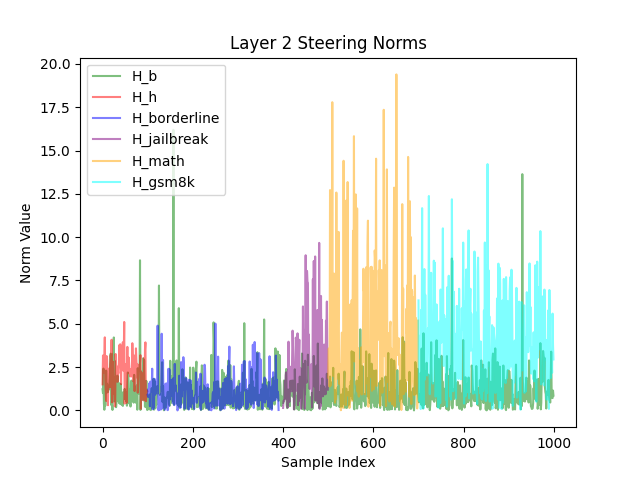 Layer 2 Steering Norms
20.0
17.5
15.0
12.5
10.0
7.5
5.0
2.5
0.0
Norm Value
H_b
H_h
H_borderline
H_jailbreak
H_math
H_gsm8k
0 200 400 600 800 1000
Sample Index